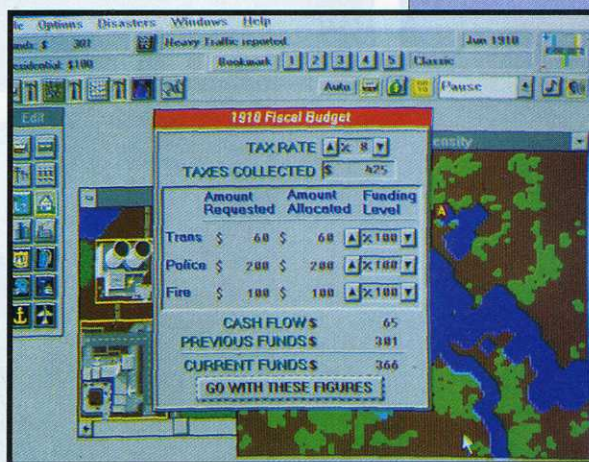 Options Disasters Windows Help
$ 301 Heavy Traffic reported. Jun 1910
$100 Bookmark 1 2 3 4 5 Classic
Auto GO TO Pause
Edit
1910 Fiscal Budget
TAX RATE % 8
TAXES COLLECTED $ 425
Amount Requested Amount Allocated Funding Level
Trans $ 60 $ 60 % 100
Police $ 200 $ 200 % 100
Fire $ 100 $ 100 % 100
CASH FLOW $ 65
PREVIOUS FUNDS $ 301
CURRENT FUNDS $ 366
GO WITH THESE FIGURES
A